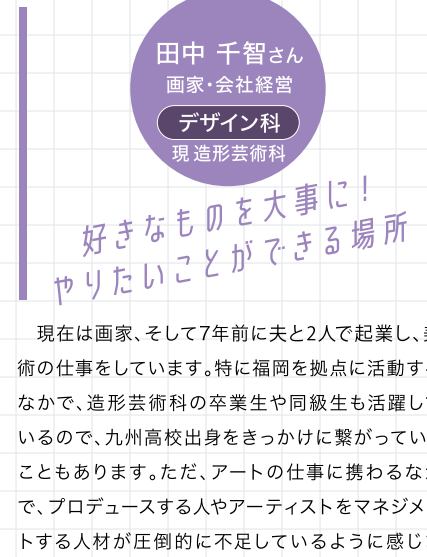 田中 千智さん
画家・会社経営
デザイン科
現 造形芸術科
好きなものを大事に!
やりたいことができる場所
現在は画家、そして7年前に夫と2人で起業し、美
術の仕事をしています。特に福岡を拠点に活動する
なかで、造形芸術科の卒業生や同級生も活躍して
いるので、九州高校出身をきっかけに繋がってい
こともあります。ただ、アートの仕事に携わるな
で、プロデュースする人やアーティストをマネジメ
トする人材が圧倒的に不足しているように感じ